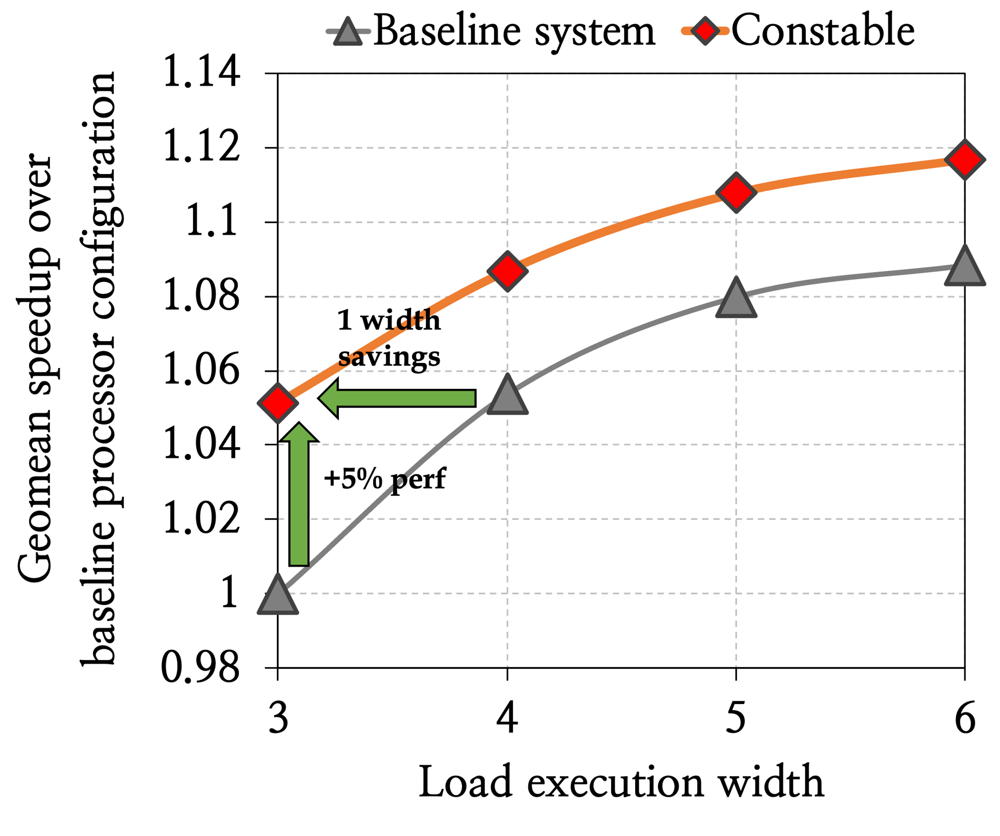 Baseline system Constable
Geomean speedup over
baseline processor configuration
1.14
1.12
1.1
1.08
1.06
1.04
1.02
1
0.98
1 width
savings
+5% perf
3 4 5 6
Load execution width